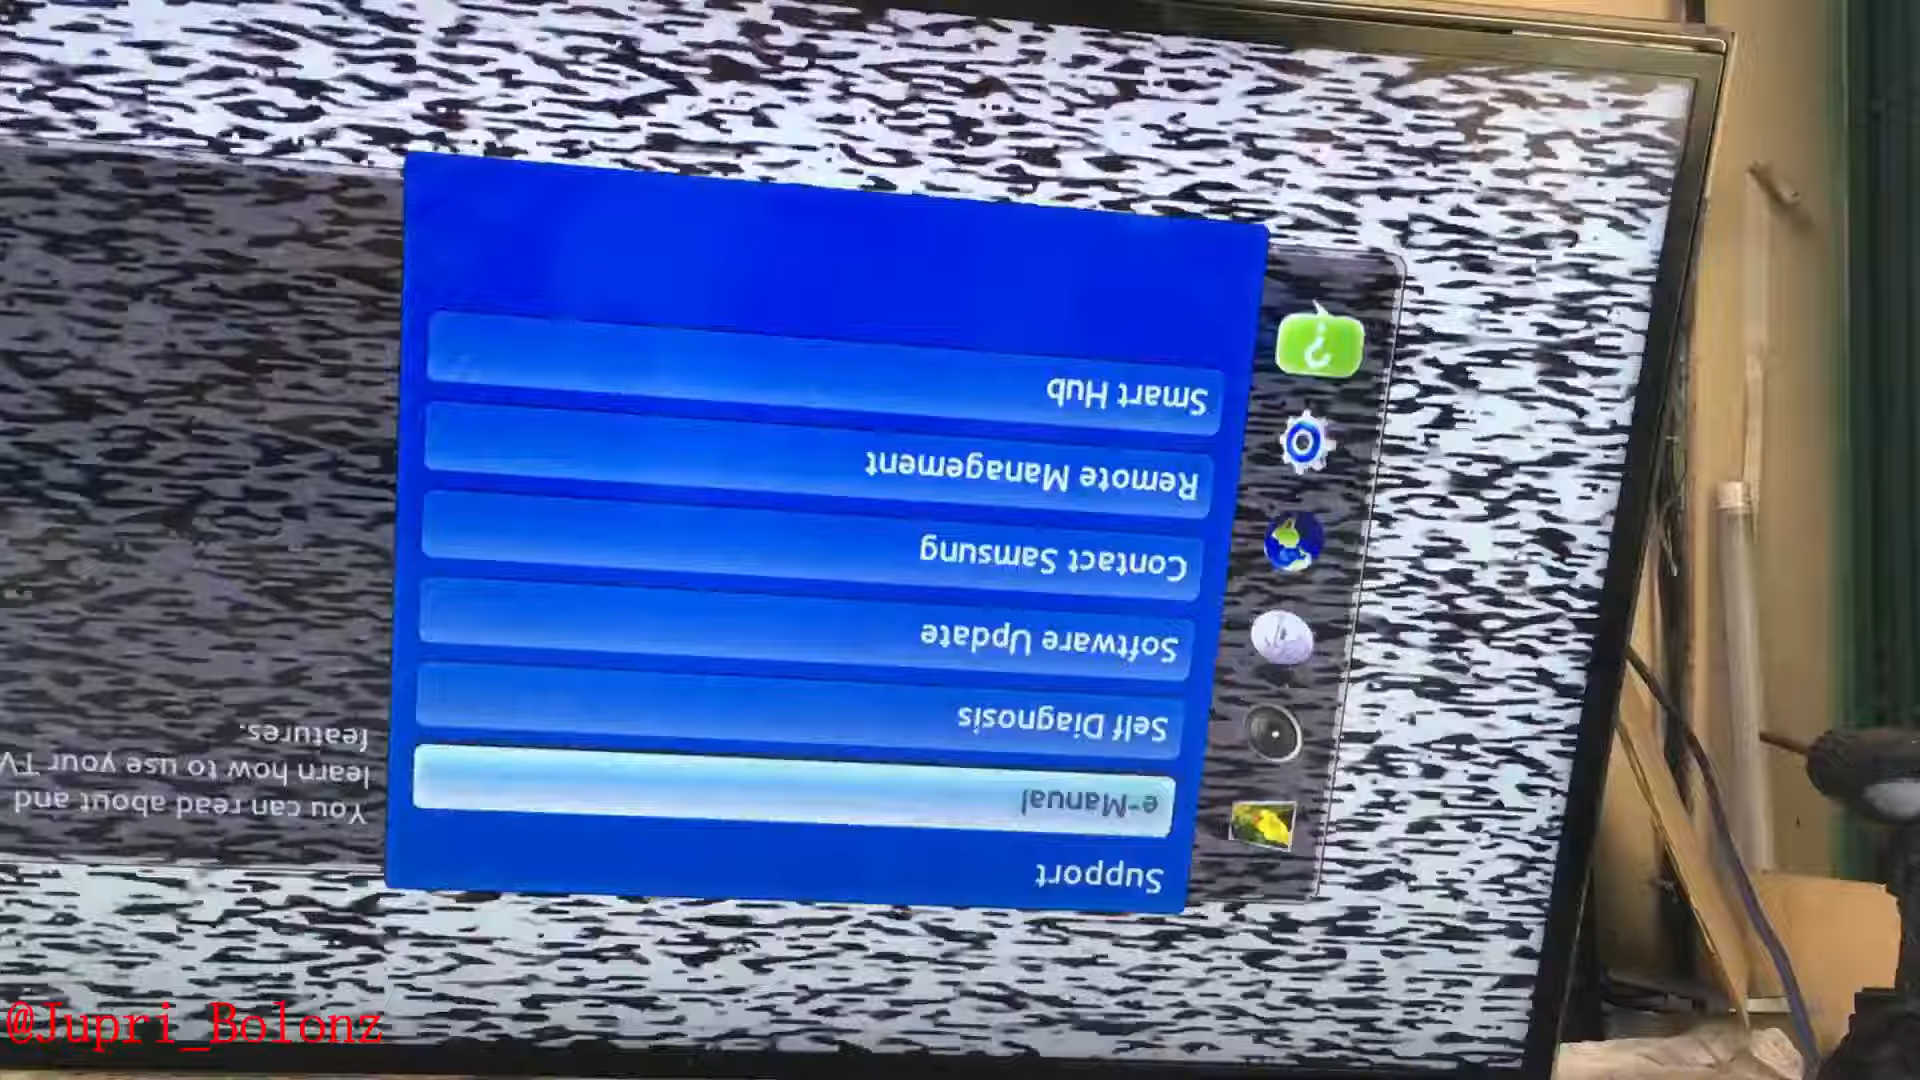 Support
e-Manual
Self Diagnosis
Software Update
Contact Samsung
Remote Management
Smart Hub
You can read about and
learn how to use your TV
features.
@Jupri_Bolonz